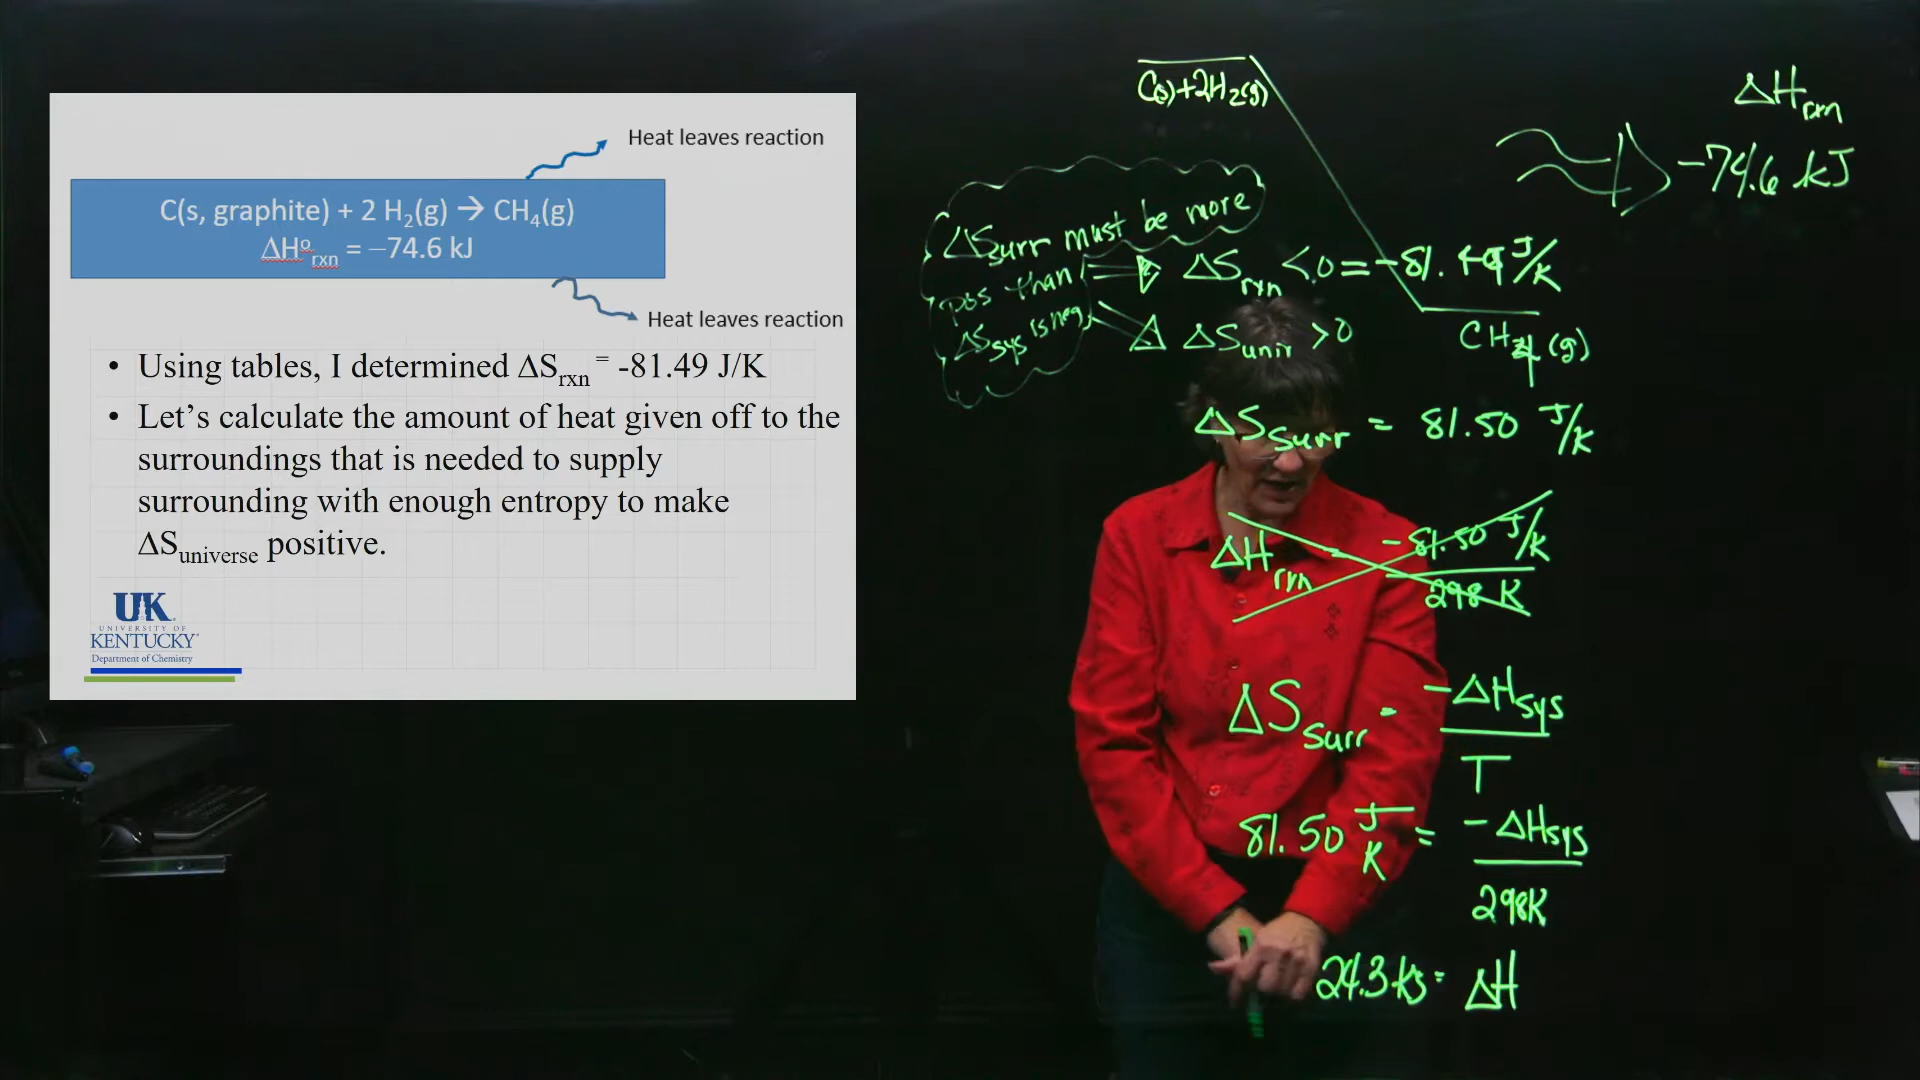 Heat leaves reaction
C(s, graphite) + 2 H₂(g) → CH₄(g)
ΔHᵒrxn = –74.6 kJ
Heat leaves reaction
• Using tables, I determined ΔSrxn = -81.49 J/K
• Let’s calculate the amount of heat given off to the
surroundings that is needed to supply
surrounding with enough entropy to make
ΔSuniverse positive.
UK
UNIVERSITY OF
KENTUCKY
Department of Chemistry
C(s)+2H₂(g)
ΔHrxn
-74.6 kJ
ΔSsurr must be more
pos than
ΔSsys is neg
ΔSrxn <0 = -81.49 J/K
ΔSuniv >0
CH₄(g)
ΔSsurr = 81.50 J/K
ΔHrxn = -81.50 J/K
298 K
ΔSsurr = -ΔHsys
T
81.50 J/K = -ΔHsys
298K
24.3 kJ = ΔH